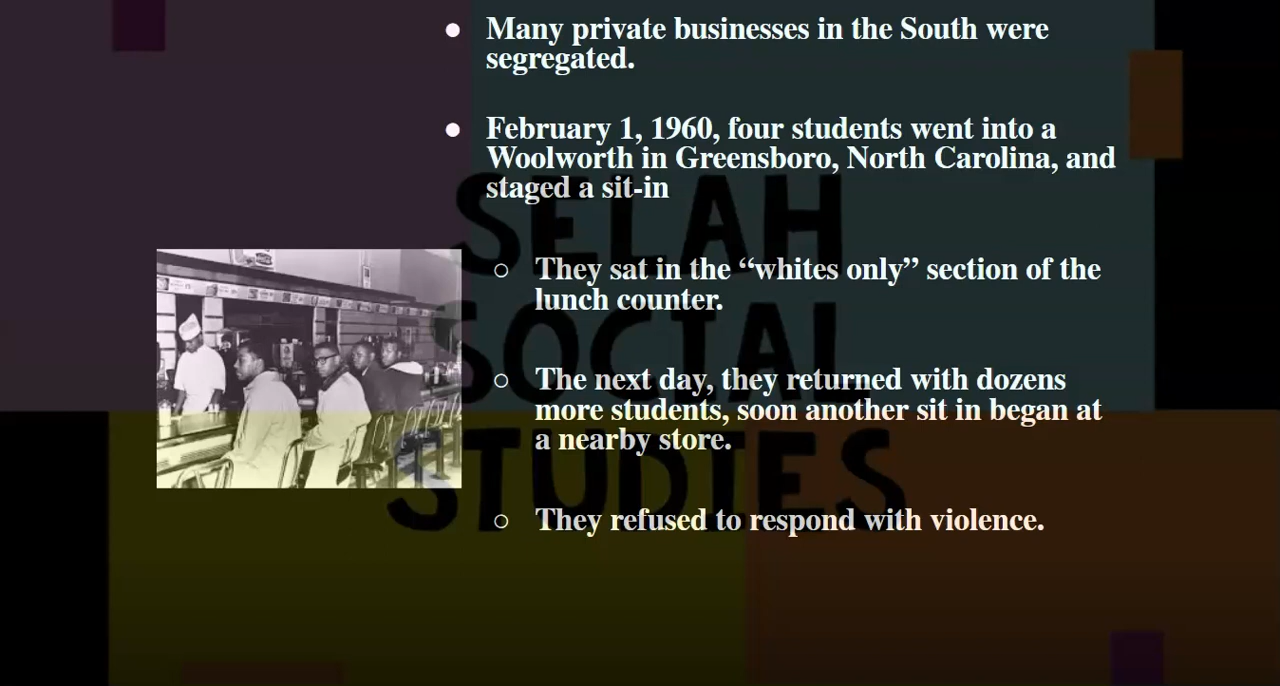 Many private businesses in the South were
segregated.
February 1, 1960, four students went into a
Woolworth in Greensboro, North Carolina, and
staged a sit-in
They sat in the “whites only” section of the
lunch counter.
The next day, they returned with dozens
more students, soon another sit in began at
a nearby store.
They refused to respond with violence.
SELAH
SOCIAL
STUDIES